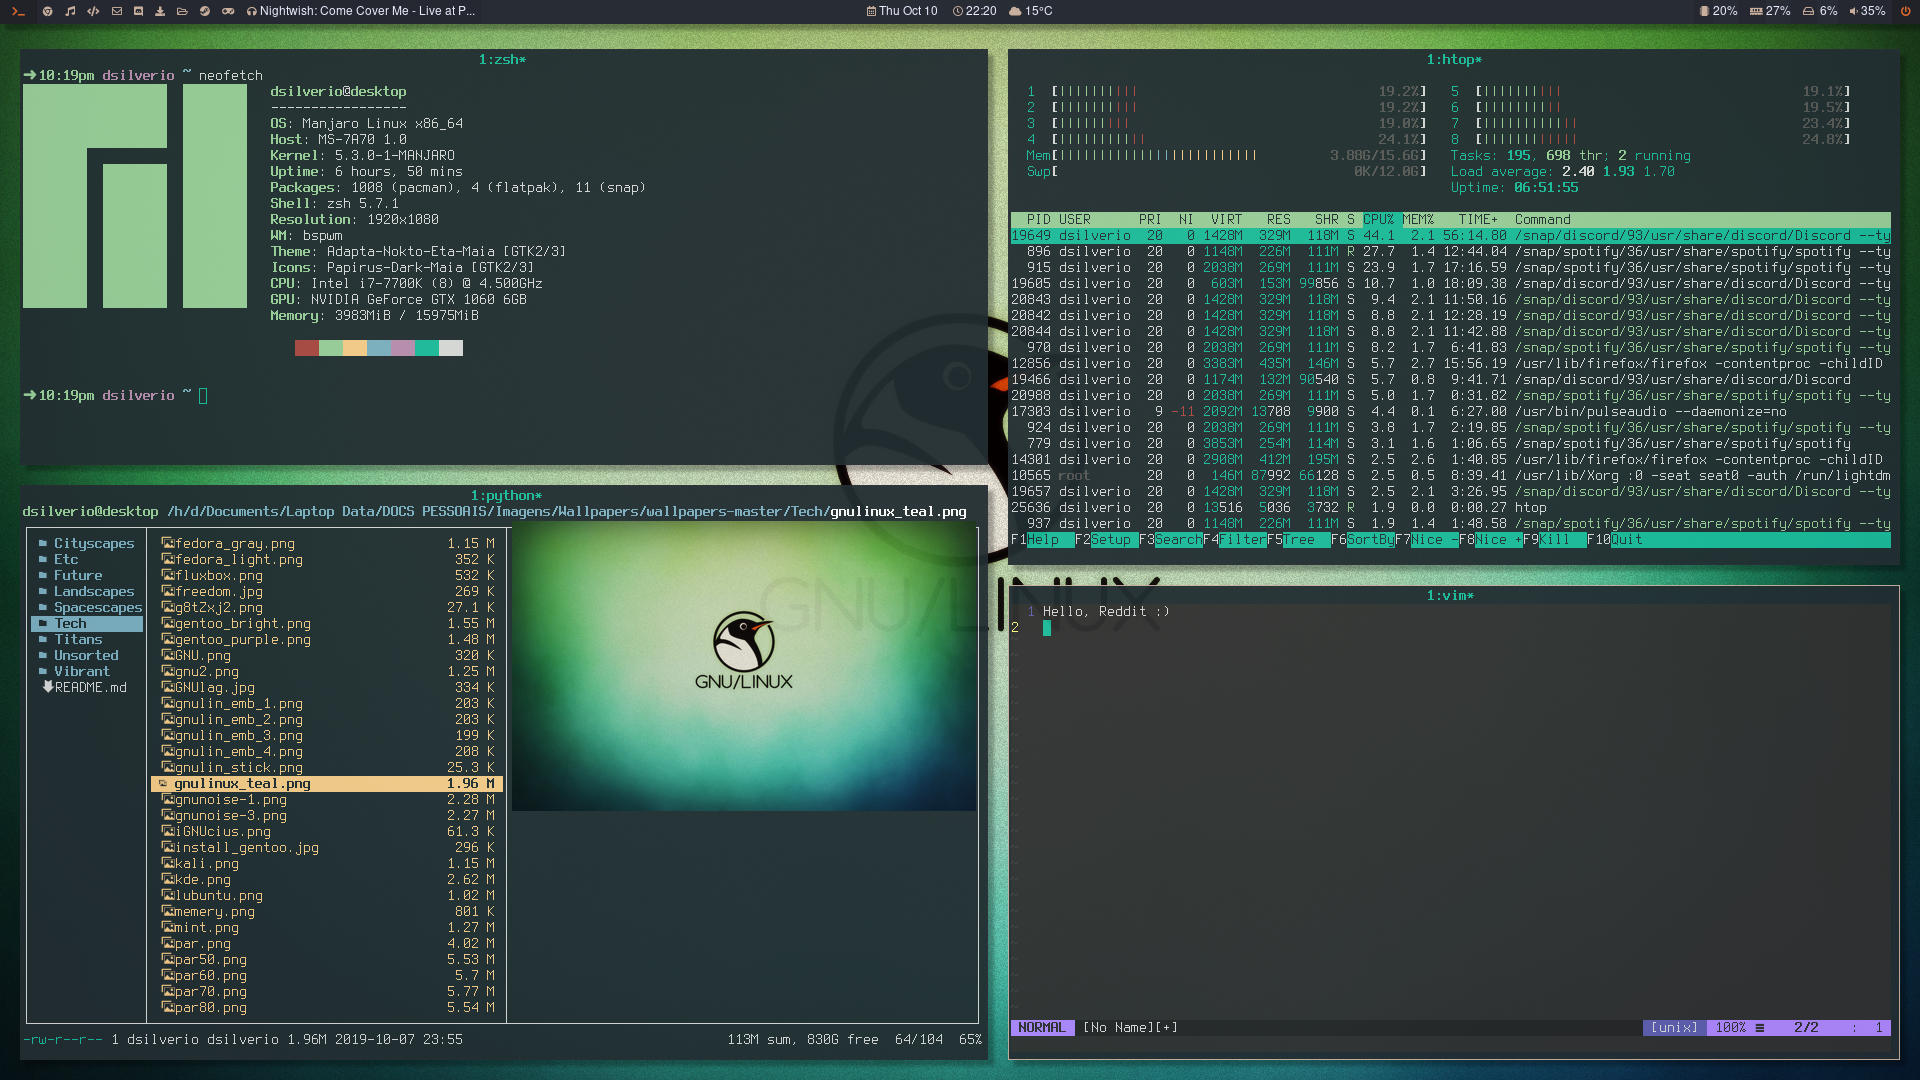 Nightwish: Come Cover Me - Live at P...
Thu Oct 10 22:20 15°C
20% 27% 6% 35%
1:zsh*
➜10:19pm dsilverio ~ neofetch
dsilverio@desktop
-----------------
OS: Manjaro Linux x86_64
Host: MS-7A70 1.0
Kernel: 5.3.0-1-MANJARO
Uptime: 6 hours, 50 mins
Packages: 1008 (pacman), 4 (flatpak), 11 (snap)
Shell: zsh 5.7.1
Resolution: 1920x1080
WM: bspwm
Theme: Adapta-Nokto-Eta-Maia [GTK2/3]
Icons: Papirus-Dark-Maia [GTK2/3]
CPU: Intel i7-7700K (8) @ 4.500GHz
GPU: NVIDIA GeForce GTX 1060 6GB
Memory: 3983MiB / 15975MiB
➜10:19pm dsilverio ~
1:htop*
1 [ 19.2%] 5 [ 19.1%]
2 [ 19.2%] 6 [ 19.5%]
3 [ 19.0%] 7 [ 23.4%]
4 [ 24.1%] 8 [ 24.8%]
Mem[ 3.88G/15.6G] Tasks: 195, 698 thr; 2 running
Swp[ 0K/12.0G] Load average: 2.40 1.93 1.70
Uptime: 06:51:55
PID USER PRI NI VIRT RES SHR S CPU% MEM% TIME+ Command
19649 dsilverio 20 0 1428M 329M 118M S 44.1 2.1 56:14.80 /snap/discord/93/usr/share/discord/Discord --ty
896 dsilverio 20 0 1148M 226M 111M R 27.7 1.4 12:44.04 /snap/spotify/36/usr/share/spotify/spotify --ty
915 dsilverio 20 0 2038M 269M 111M S 23.9 1.7 17:16.59 /snap/spotify/36/usr/share/spotify/spotify --ty
19605 dsilverio 20 0 603M 153M 99856 S 10.7 1.0 18:09.38 /snap/discord/93/usr/share/discord/Discord --ty
20843 dsilverio 20 0 1428M 329M 118M S 9.4 2.1 11:50.16 /snap/discord/93/usr/share/discord/Discord --ty
20842 dsilverio 20 0 1428M 329M 118M S 8.8 2.1 12:28.19 /snap/discord/93/usr/share/discord/Discord --ty
20844 dsilverio 20 0 1428M 329M 118M S 8.8 2.1 11:42.88 /snap/discord/93/usr/share/discord/Discord --ty
970 dsilverio 20 0 2038M 269M 111M S 8.2 1.7 6:41.83 /snap/spotify/36/usr/share/spotify/spotify --ty
12856 dsilverio 20 0 3383M 435M 146M S 5.7 2.7 15:56.19 /usr/lib/firefox/firefox -contentproc -childID
19466 dsilverio 20 0 1174M 132M 90540 S 5.7 0.8 9:41.71 /snap/discord/93/usr/share/discord/Discord
20988 dsilverio 20 0 2038M 269M 111M S 5.0 1.7 0:31.82 /snap/spotify/36/usr/share/spotify/spotify --ty
17303 dsilverio 9 -11 2092M 13708 9900 S 4.4 0.1 6:27.00 /usr/bin/pulseaudio --daemonize=no
924 dsilverio 20 0 2038M 269M 111M S 3.8 1.7 2:19.85 /snap/spotify/36/usr/share/spotify/spotify --ty
779 dsilverio 20 0 3853M 254M 114M S 3.1 1.6 1:06.65 /snap/spotify/36/usr/share/spotify/spotify
14301 dsilverio 20 0 2908M 412M 195M S 2.5 2.6 1:40.85 /usr/lib/firefox/firefox -contentproc -childID
10565 root 20 0 146M 87992 66128 S 2.5 0.5 8:39.41 /usr/lib/Xorg :0 -seat seat0 -auth /run/lightdm
19657 dsilverio 20 0 1428M 329M 118M S 2.5 2.1 3:26.95 /snap/discord/93/usr/share/discord/Discord --ty
25636 dsilverio 20 0 13516 5036 3732 R 1.9 0.0 0:00.27 htop
937 dsilverio 20 0 1148M 226M 111M S 1.9 1.4 1:48.58 /snap/spotify/36/usr/share/spotify/spotify --ty
F1Help F2Setup F3SearchF4FilterF5Tree F6SortByF7Nice -F8Nice +F9Kill F10Quit
1:python*
dsilverio@desktop /h/d/Documents/Laptop Data/DOCS PESSOAIS/Imagens/Wallpapers/wallpapers-master/Tech/gnulinux_teal.png
Cityscapes
Etc
Future
Landscapes
Spacescapes
Tech
Titans
Unsorted
Vibrant
README.md
fedora_gray.png 1.15 M
fedora_light.png 352 K
fluxbox.png 532 K
freedom.jpg 269 K
g8tZxj2.png 27.1 K
gentoo_bright.png 1.55 M
gentoo_purple.png 1.48 M
GNU.png 320 K
gnu2.png 1.25 M
GNUlag.jpg 334 K
gnulin_emb_1.png 203 K
gnulin_emb_2.png 203 K
gnulin_emb_3.png 199 K
gnulin_emb_4.png 208 K
gnulin_stick.png 25.3 K
gnulinux_teal.png 1.96 M
gnunoise-1.png 2.28 M
gnunoise-3.png 2.27 M
iGNUcius.png 61.3 K
install_gentoo.jpg 296 K
kali.png 1.15 M
kde.png 2.62 M
lubuntu.png 1.02 M
memery.png 801 K
mint.png 1.27 M
par.png 4.02 M
par50.png 5.53 M
par60.png 5.7 M
par70.png 5.77 M
par80.png 5.54 M
GNU/LINUX
-rw-r--r-- 1 dsilverio dsilverio 1.96M 2019-10-07 23:55 113M sum, 830G free 64/104 65%
GNU/LINUX
1:vim*
1 Hello, Reddit :)
2
NORMAL [No Name][+] [unix] 100% ≡ 2/2 : 1